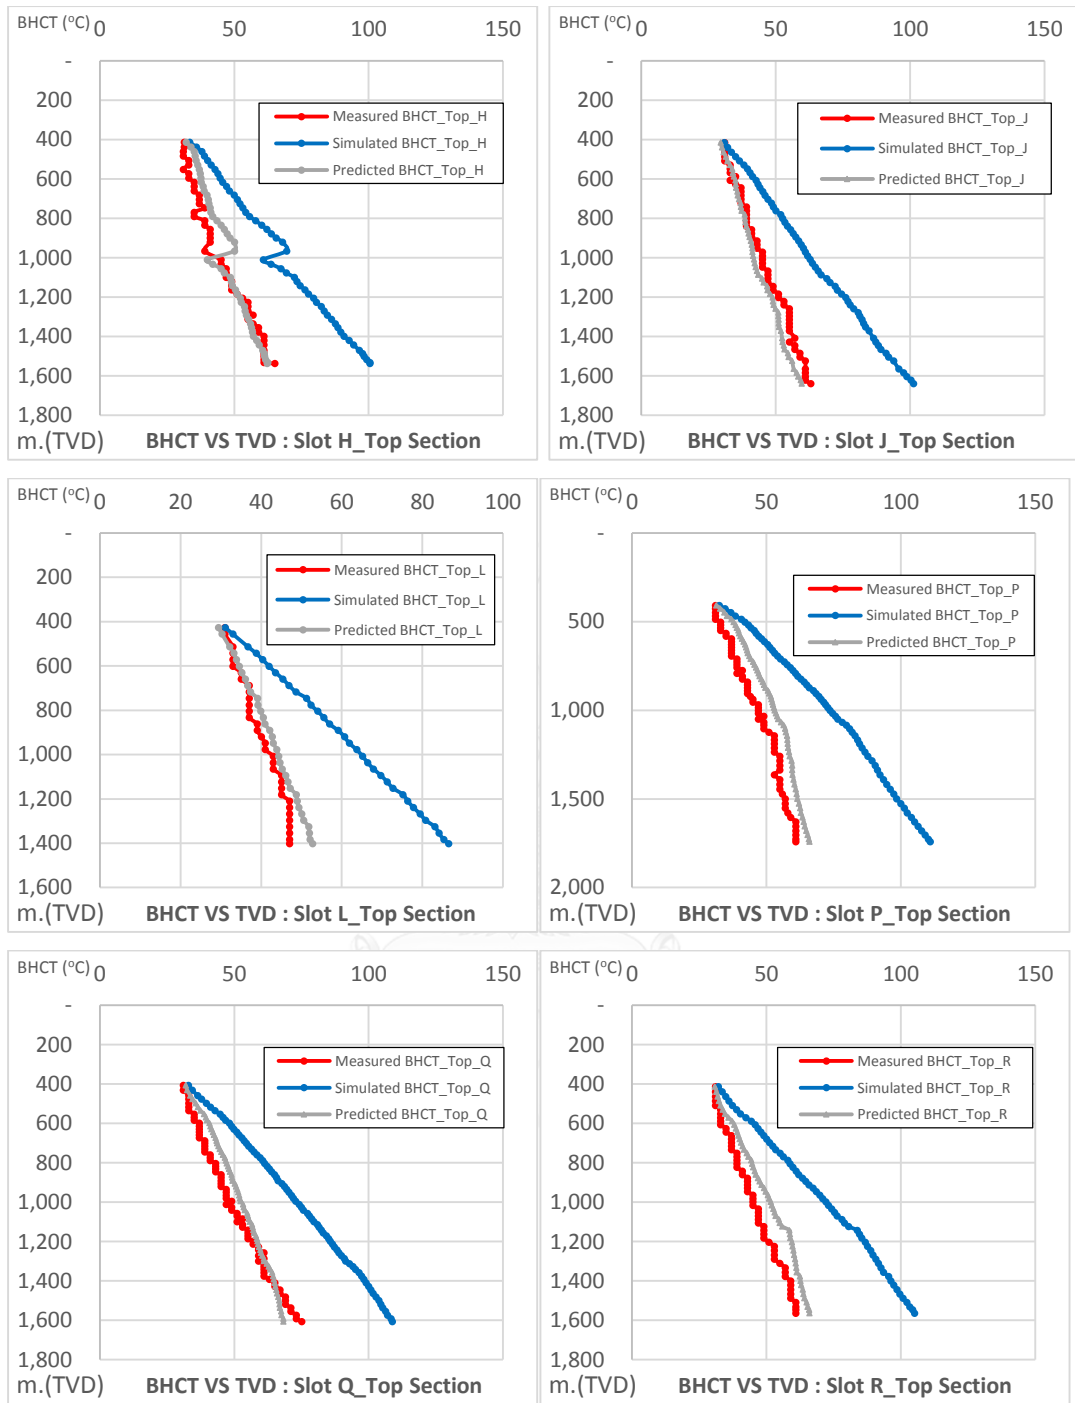 BHCT (°C) 0 50 100 150
-
200
400
600
800
1,000
1,200
1,400
1,600
1,800
Measured BHCT_Top_H
Simulated BHCT_Top_H
Predicted BHCT_Top_H
m.(TVD) BHCT VS TVD : Slot H_Top Section
BHCT (°C) 0 50 100 150
-
200
400
600
800
1,000
1,200
1,400
1,600
1,800
Measured BHCT_Top_J
Simulated BHCT_Top_J
Predicted BHCT_Top_J
m.(TVD) BHCT VS TVD : Slot J_Top Section
BHCT (°C) 0 20 40 60 80 100
-
200
400
600
800
1,000
1,200
1,400
1,600
Measured BHCT_Top_L
Simulated BHCT_Top_L
Predicted BHCT_Top_L
m.(TVD) BHCT VS TVD : Slot L_Top Section
BHCT (°C) 0 50 100 150
-
500
1,000
1,500
2,000
Measured BHCT_Top_P
Simulated BHCT_Top_P
Predicted BHCT_Top_P
m.(TVD) BHCT VS TVD : Slot P_Top Section
BHCT (°C) 0 50 100 150
-
200
400
600
800
1,000
1,200
1,400
1,600
1,800
Measured BHCT_Top_Q
Simulated BHCT_Top_Q
Predicted BHCT_Top_Q
m.(TVD) BHCT VS TVD : Slot Q_Top Section
BHCT (°C) 0 50 100 150
-
200
400
600
800
1,000
1,200
1,400
1,600
1,800
Measured BHCT_Top_R
Simulated BHCT_Top_R
Predicted BHCT_Top_R
m.(TVD) BHCT VS TVD : Slot R_Top Section